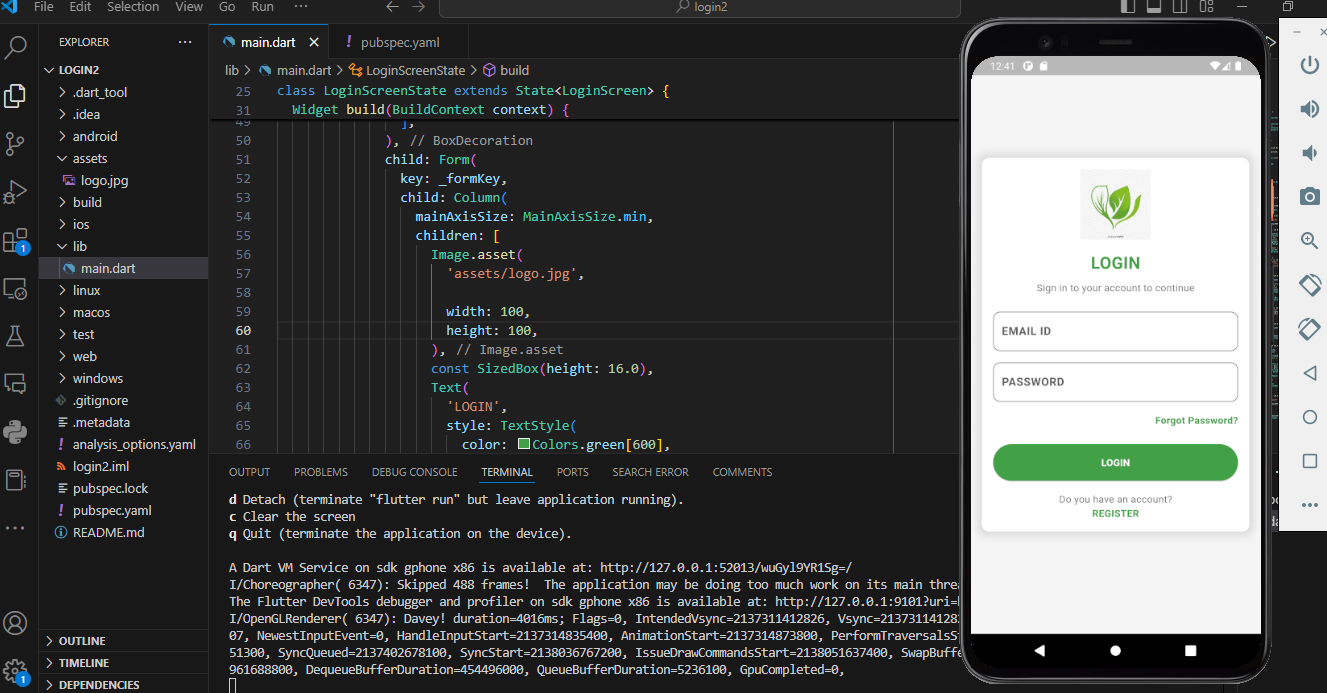 File Edit Selection View Go Run ··· login2
EXPLORER ···
LOGIN2
.dart_tool
.idea
android
assets
logo.jpg
build
ios
lib
main.dart
linux
macos
test
web
windows
.gitignore
.metadata
analysis_options.yaml
login2.iml
pubspec.lock
pubspec.yaml
README.md
OUTLINE
TIMELINE
DEPENDENCIES
1
1
main.dart
! pubspec.yaml
lib > main.dart > LoginScreenState > build
25 class LoginScreenState extends State<LoginScreen> {
31 Widget build(BuildContext context) {
49 ],
50 ), // BoxDecoration
51 child: Form(
52 key: _formKey,
53 child: Column(
54 mainAxisSize: MainAxisSize.min,
55 children: [
56 Image.asset(
57 'assets/logo.jpg',
58
59 width: 100,
60 height: 100,
61 ), // Image.asset
62 const SizedBox(height: 16.0),
63 Text(
64 'LOGIN',
65 style: TextStyle(
66 color: Colors.green[600],
OUTPUT PROBLEMS DEBUG CONSOLE TERMINAL PORTS SEARCH ERROR COMMENTS
d Detach (terminate "flutter run" but leave application running).
c Clear the screen
q Quit (terminate the application on the device).
A Dart VM Service on sdk gphone x86 is available at: http://127.0.0.1:52013/wuGyl9YR1Sg=/
I/Choreographer( 6347): Skipped 488 frames! The application may be doing too much work on its main
The Flutter DevTools debugger and profiler on sdk gphone x86 is available at: http://127.0.0.1:9101?uri=
I/OpenGLRenderer( 6347): Davey! duration=4016ms; Flags=0, IntendedVsync=2137311412826, Vsync=21373114128
07, NewestInputEvent=0, HandleInputStart=2137314835400, AnimationStart=2137314873800, PerformTraversalsS
51300, SyncQueued=2137402678100, SyncStart=2138036767200, IssueDrawCommandsStart=2138051637400, SwapBuffe
961688800, DequeueBufferDuration=454496000, QueueBufferDuration=5236100, GpuCompleted=0,
12:41
LOGIN
Sign in to your account to continue
EMAIL ID
PASSWORD
Forgot Password?
LOGIN
Do you have an account?
REGISTER